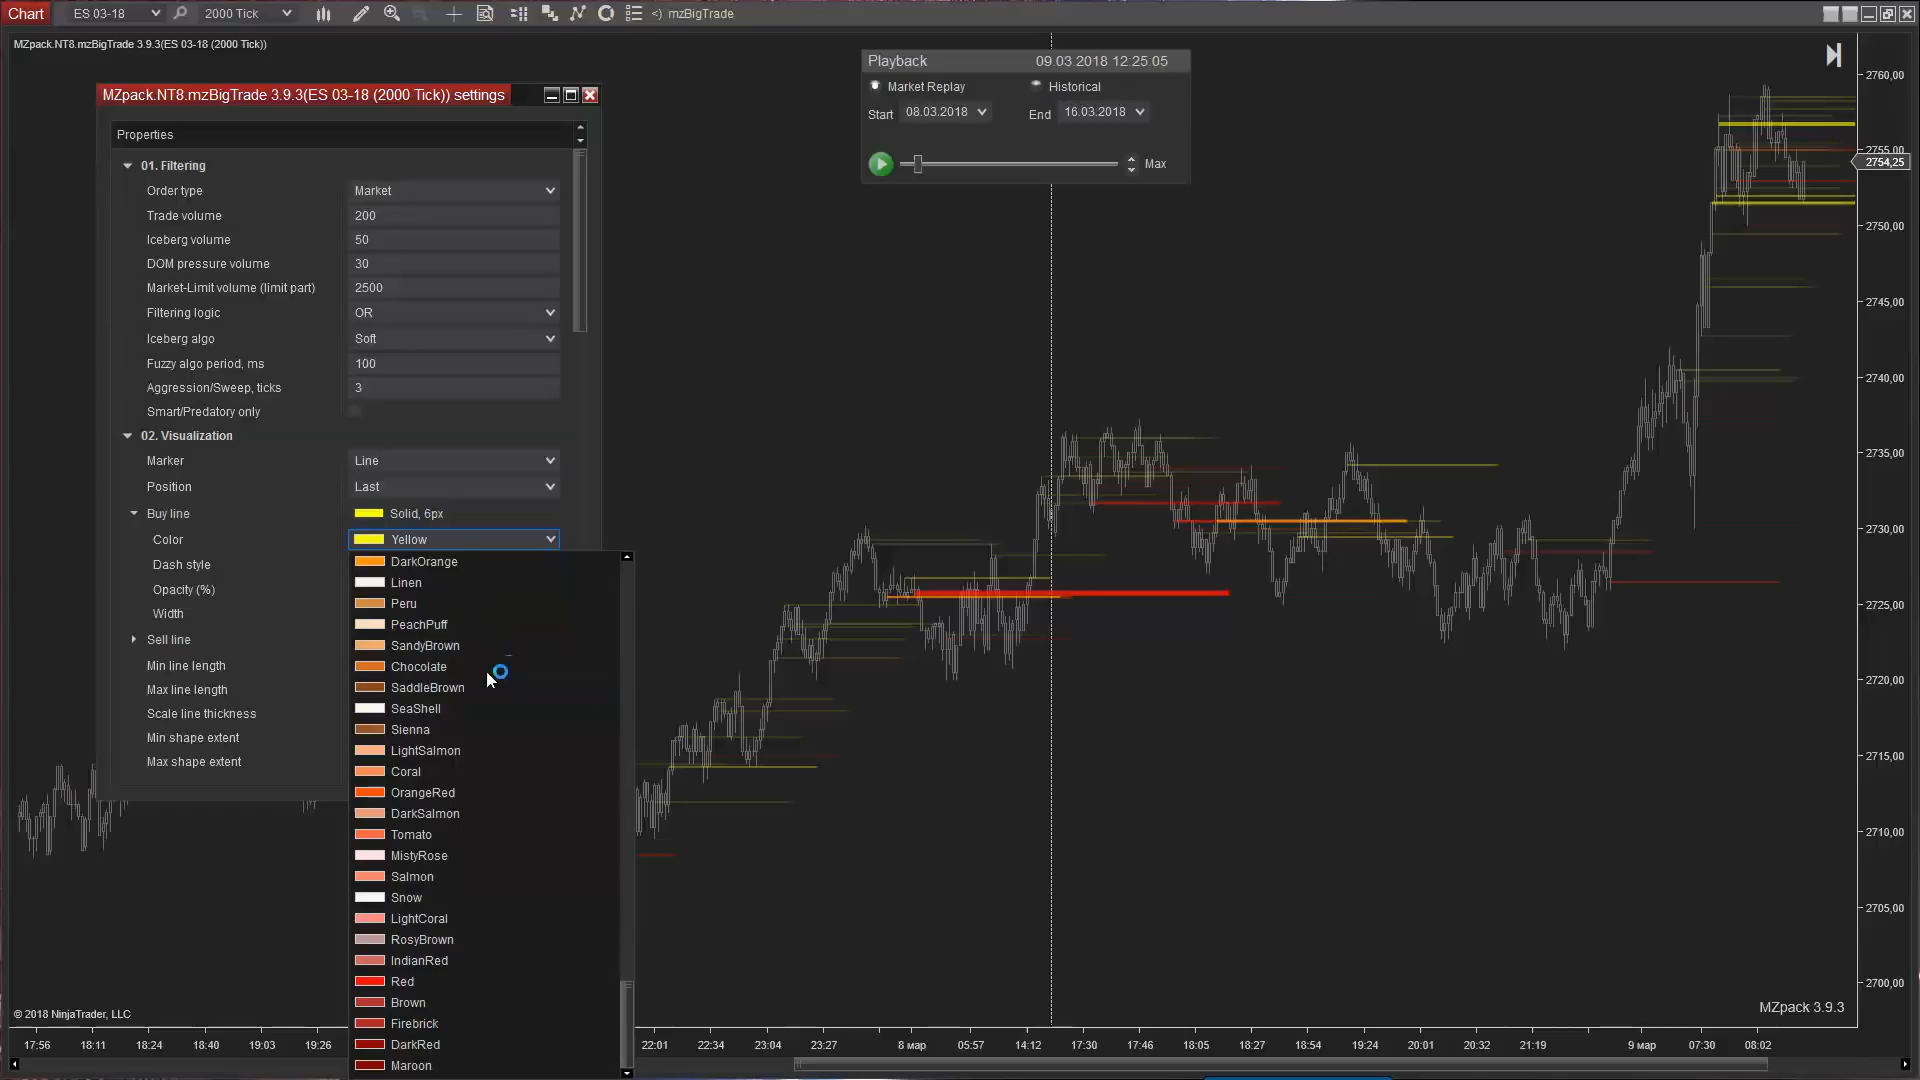 Chart ES 03-18 2000 Tick <) mzBigTrade
MZpack.NT8.mzBigTrade 3.9.3(ES 03-18 (2000 Tick))
MZpack.NT8.mzBigTrade 3.9.3(ES 03-18 (2000 Tick)) settings
Properties
01. Filtering
Order type Market
Trade volume 200
Iceberg volume 50
DOM pressure volume 30
Market-Limit volume (limit part) 2500
Filtering logic OR
Iceberg algo Soft
Fuzzy algo period, ms 100
Aggression/Sweep, ticks 3
Smart/Predatory only
02. Visualization
Marker Line
Position Last
Buy line Solid, 6px
Color Yellow
Dash style
Opacity (%)
Width
Sell line
Min line length
Max line length
Scale line thickness
Min shape extent
Max shape extent
DarkOrange
Linen
Peru
PeachPuff
SandyBrown
Chocolate
SaddleBrown
SeaShell
Sienna
LightSalmon
Coral
OrangeRed
DarkSalmon
Tomato
MistyRose
Salmon
Snow
LightCoral
RosyBrown
IndianRed
Red
Brown
Firebrick
DarkRed
Maroon
Playback 09.03.2018 12:25:05
Market Replay Historical
Start 08.03.2018 End 16.03.2018
Max
2760,00
2755,00
2754,25
2750,00
2745,00
2740,00
2735,00
2730,00
2725,00
2720,00
2715,00
2710,00
2705,00
2700,00
MZpack 3.9.3
© 2018 NinjaTrader, LLC
17:56 18:11 18:24 18:40 19:03 19:26 22:01 22:34 23:04 23:27 8 мар 05:57 14:12 17:30 17:46 18:05 18:27 18:54 19:24 20:01 20:32 21:19 9 мар 07:30 08:02